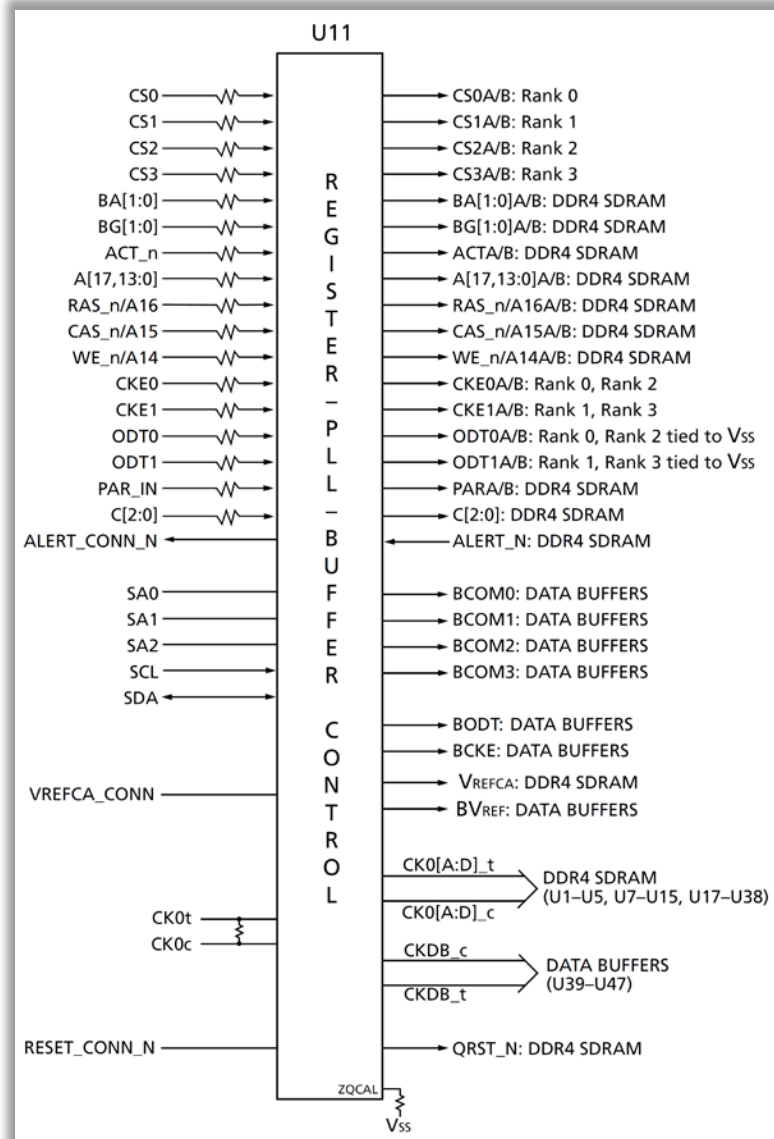 U11
CS0
CS1
CS2
CS3
BA[1:0]
BG[1:0]
ACT_n
A[17,13:0]
RAS_n/A16
CAS_n/A15
WE_n/A14
CKE0
CKE1
ODT0
ODT1
PAR_IN
C[2:0]
ALERT_CONN_N
SA0
SA1
SA2
SCL
SDA
VREFCA_CONN
CK0t
CK0c
RESET_CONN_N
REGISTER–PLL–BUFFER CONTROL
ZQCAL
VSS
CS0A/B: Rank 0
CS1A/B: Rank 1
CS2A/B: Rank 2
CS3A/B: Rank 3
BA[1:0]A/B: DDR4 SDRAM
BG[1:0]A/B: DDR4 SDRAM
ACTA/B: DDR4 SDRAM
A[17,13:0]A/B: DDR4 SDRAM
RAS_n/A16A/B: DDR4 SDRAM
CAS_n/A15A/B: DDR4 SDRAM
WE_n/A14A/B: DDR4 SDRAM
CKE0A/B: Rank 0, Rank 2
CKE1A/B: Rank 1, Rank 3
ODT0A/B: Rank 0, Rank 2 tied to VSS
ODT1A/B: Rank 1, Rank 3 tied to VSS
PARA/B: DDR4 SDRAM
C[2:0]: DDR4 SDRAM
ALERT_N: DDR4 SDRAM
BCOM0: DATA BUFFERS
BCOM1: DATA BUFFERS
BCOM2: DATA BUFFERS
BCOM3: DATA BUFFERS
BODT: DATA BUFFERS
BCKE: DATA BUFFERS
VREFCA: DDR4 SDRAM
BVREF: DATA BUFFERS
CK0[A:D]_t
CK0[A:D]_c
DDR4 SDRAM
(U1–U5, U7–U15, U17–U38)
CKDB_c
CKDB_t
DATA BUFFERS
(U39–U47)
QRST_N: DDR4 SDRAM